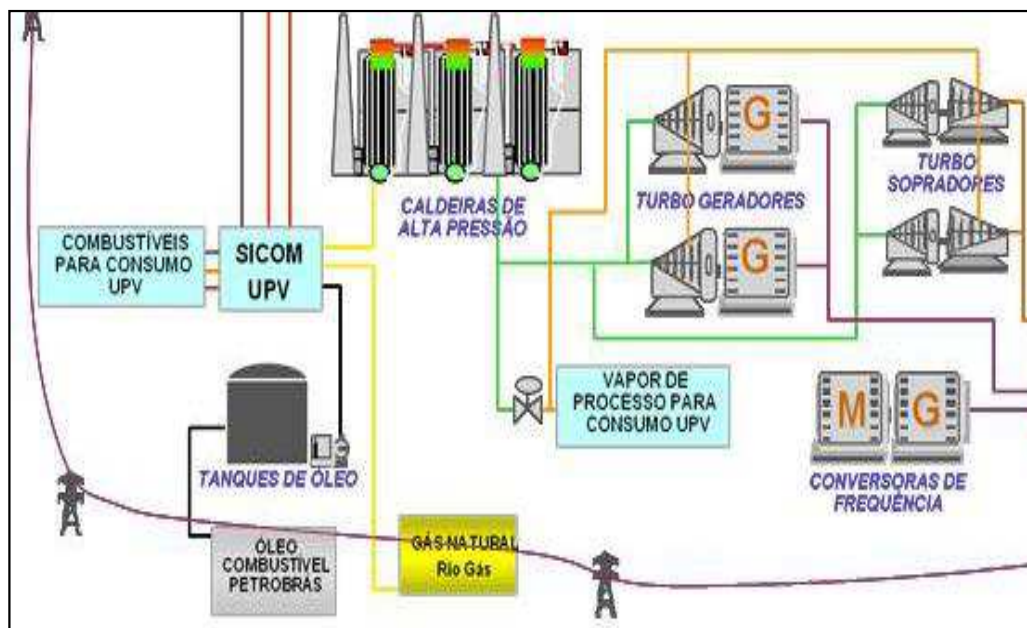 CALDEIRAS DE
ALTA PRESSÃO
G
TURBO GERADORES
G
TURBO
SOPRADORES
COMBUSTÍVEIS
PARA CONSUMO
UPV
SICOM
UPV
VAPOR DE
PROCESSO PARA
CONSUMO UPV
M G
CONVERSORAS DE
FREQUÊNCIA
TANQUES DE ÓLEO
ÓLEO
COMBUSTÍVEL
PETROBRÁS
GÁS NATURAL
Rio Gás